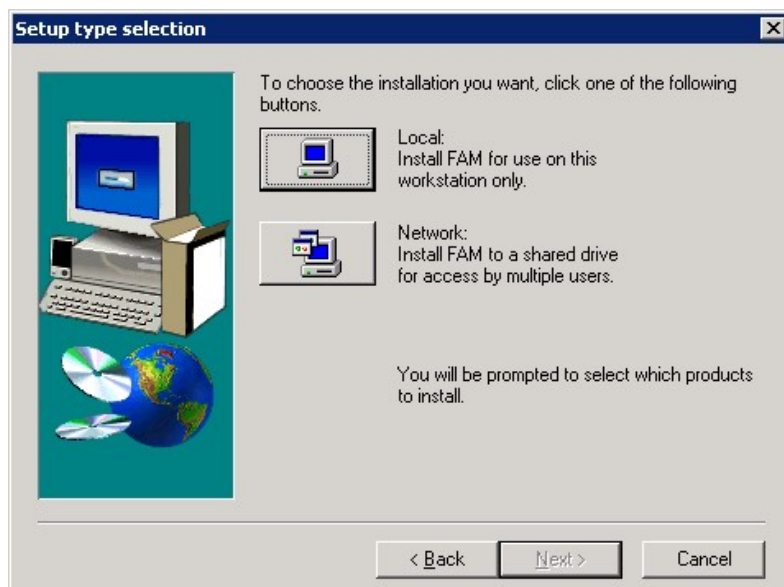 Setup type selection
To choose the installation you want, click one of the following
buttons.
Local:
Install FAM for use on this
workstation only.
Network:
Install FAM to a shared drive
for access by multiple users.
You will be prompted to select which products
to install.
< Back
Next >
Cancel